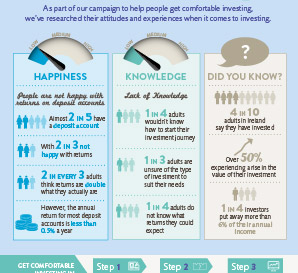 As part of our campaign to help people get comfortable investing,
we've researched their attitudes and experiences when it comes to investing.
LOW
MEDIUM
HIGH
HAPPINESS
People are not happy with
returns on deposit accounts
Almost 2 IN 5 have
a deposit account
With 2 IN 3 not
happy with returns
2 IN EVERY 3 adults
think returns are double
what they actually are
However, the annual
return for most deposit
accounts is less than
0.5% a year
LOW
MEDIUM
HIGH
KNOWLEDGE
Lack of Knowledge
1 IN 4 adults
wouldn't know
how to start their
investment journey
1 IN 3 adults are
unsure of the type
of investment to
suit their needs
1 IN 4 adults do
not know what
returns they could
expect
?
DID YOU KNOW?
4 IN 10
adults in Ireland
say they have invested
Over 50%
experiencing a rise in the
value of their investment
1 IN 4 investors
put away more than
6% of their annual
income
GET COMFORTABLE
INVESTING IN
Step 1
Step 2
Step 3